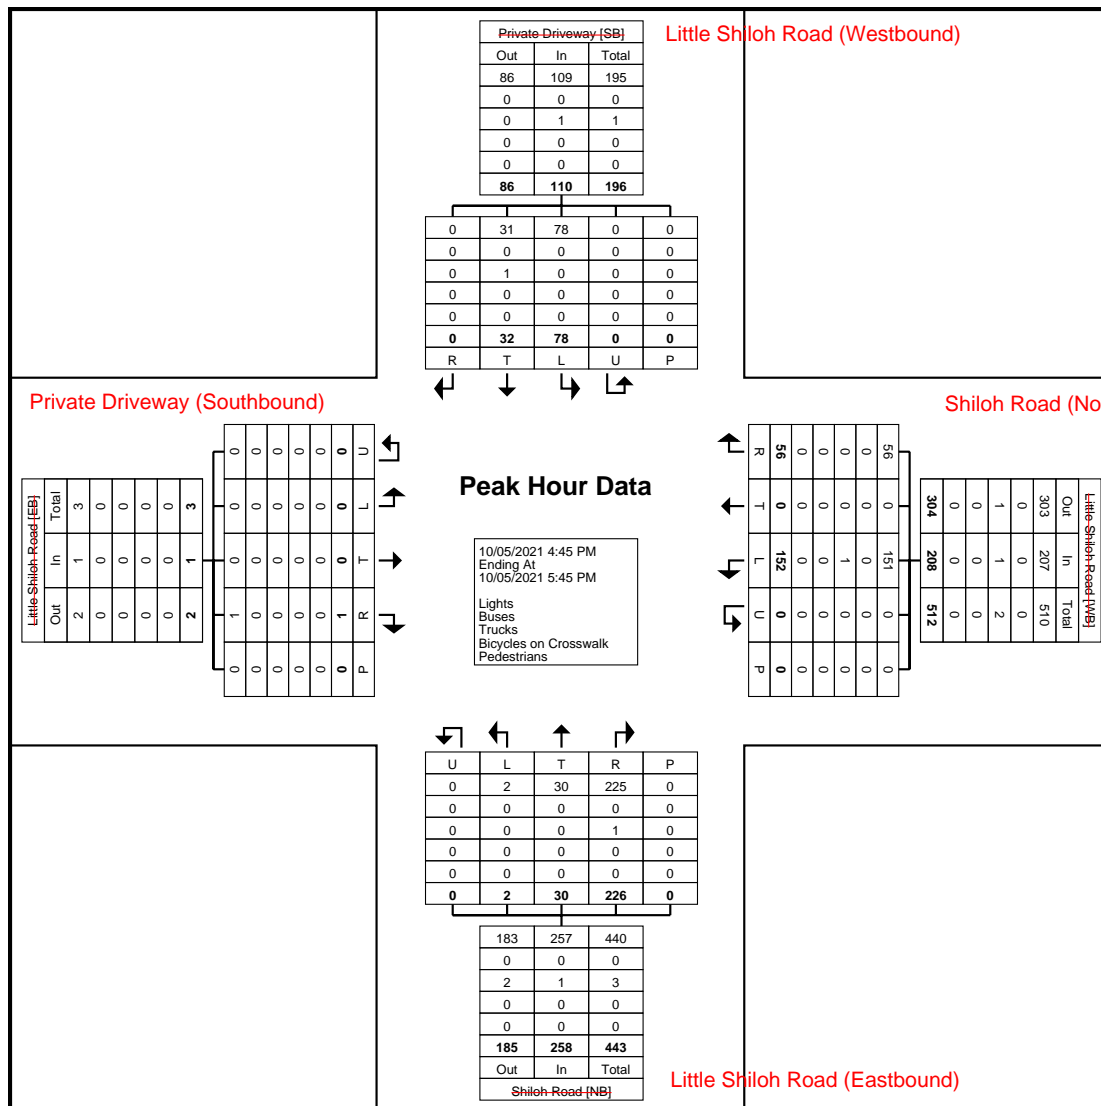 Private Driveway [SB]
Little Shiloh Road (Westbound)
Out In Total
86 109 195
0 0 0
0 1 1
0 0 0
0 0 0
86 110 196
0 31 78 0 0
0 0 0 0 0
0 1 0 0 0
0 0 0 0 0
0 0 0 0 0
0 32 78 0 0
R T L U P
Private Driveway (Southbound)
Shiloh Road (No
Little Shiloh Road [EB]
Total 3 0 0 0 0 3
In 1 0 0 0 0 1
Out 2 0 0 0 0 2
0 0 0 0 0 0 U
0 0 0 0 0 0 L
0 0 0 0 0 0 T
1 0 0 0 0 1 R
0 0 0 0 0 0 P
Peak Hour Data
10/05/2021 4:45 PM
Ending At
10/05/2021 5:45 PM
Lights
Buses
Trucks
Bicycles on Crosswalk
Pedestrians
R 56 0 0 0 0 56
T 0 0 0 0 0 0
L 152 0 0 1 0 151
U 0 0 0 0 0 0
P 0 0 0 0 0 0
304 0 0 1 0 303 Out
208 0 0 1 0 207 In
512 0 0 2 0 510 Total
Little Shiloh Road [WB]
U L T R P
0 2 30 225 0
0 0 0 0 0
0 0 0 1 0
0 0 0 0 0
0 0 0 0 0
0 2 30 226 0
183 257 440
0 0 0
2 1 3
0 0 0
0 0 0
185 258 443
Out In Total
Shiloh Road [NB]
Little Shiloh Road (Eastbound)